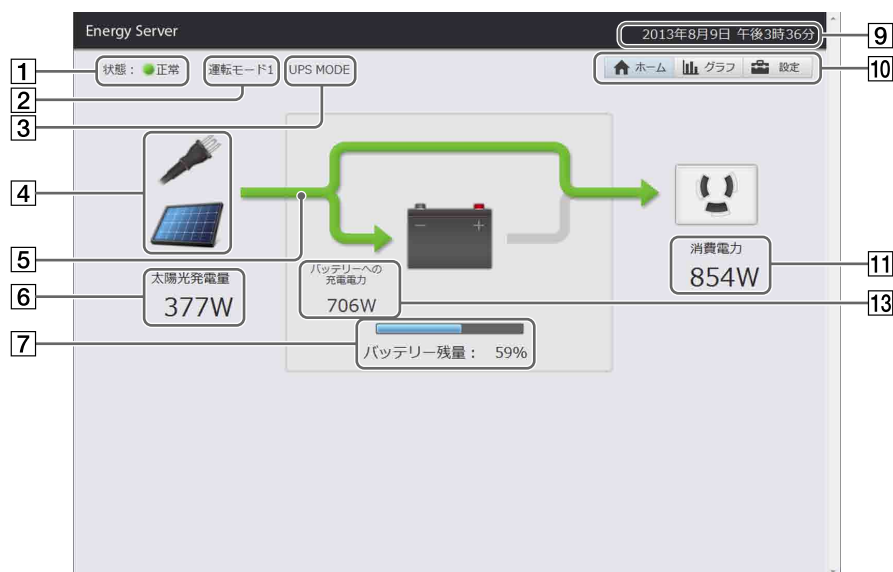 Energy Server
2013年8月9日 午後3時36分
9
1
状態： 正常
運転モード1
UPS MODE
ホーム
グラフ
設定
10
2
3
4
5
6
太陽光発電量
377W
バッテリーへの
充電電力
706W
消費電力
854W
11
13
7
バッテリー残量： 59%